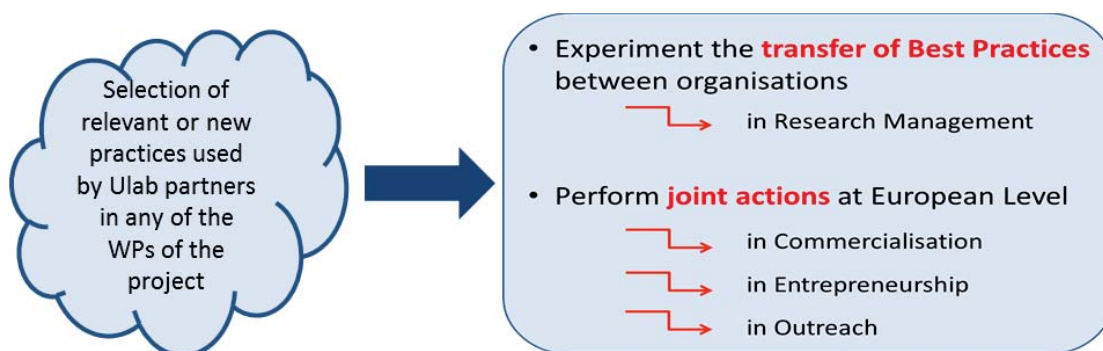 Selection of
relevant or new
practices used
by Ulab partners
in any of the
WPs of the
project
• Experiment the transfer of Best Practices
between organisations
in Research Management
• Perform joint actions at European Level
in Commercialisation
in Entrepreneurship
in Outreach